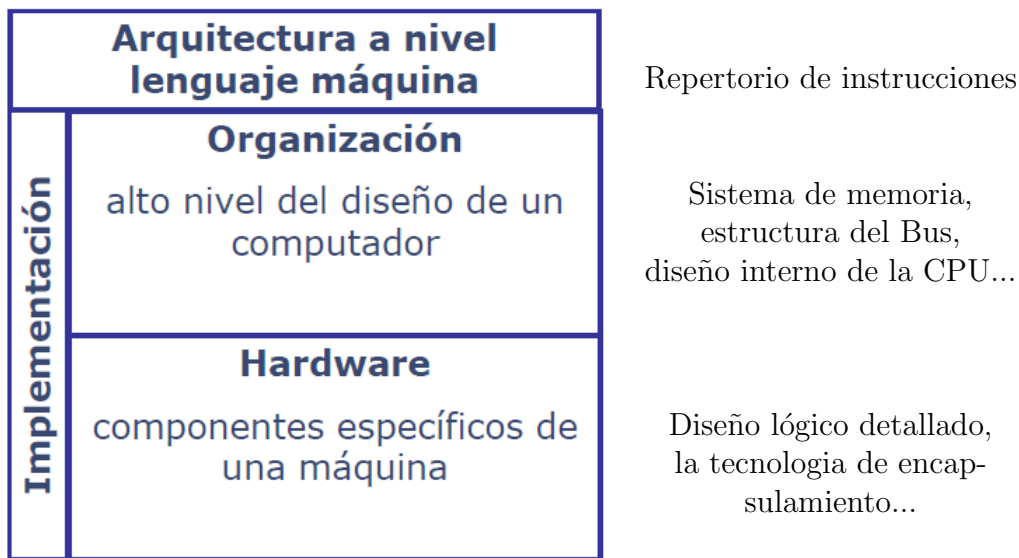 Arquitectura a nivel
lenguaje máquina
Repertorio de instrucciones
Implementación
Organización
alto nivel del diseño de un
computador
Sistema de memoria,
estructura del Bus,
diseño interno de la CPU...
Hardware
componentes específicos de
una máquina
Diseño lógico detallado,
la tecnologia de encap-
sulamiento...